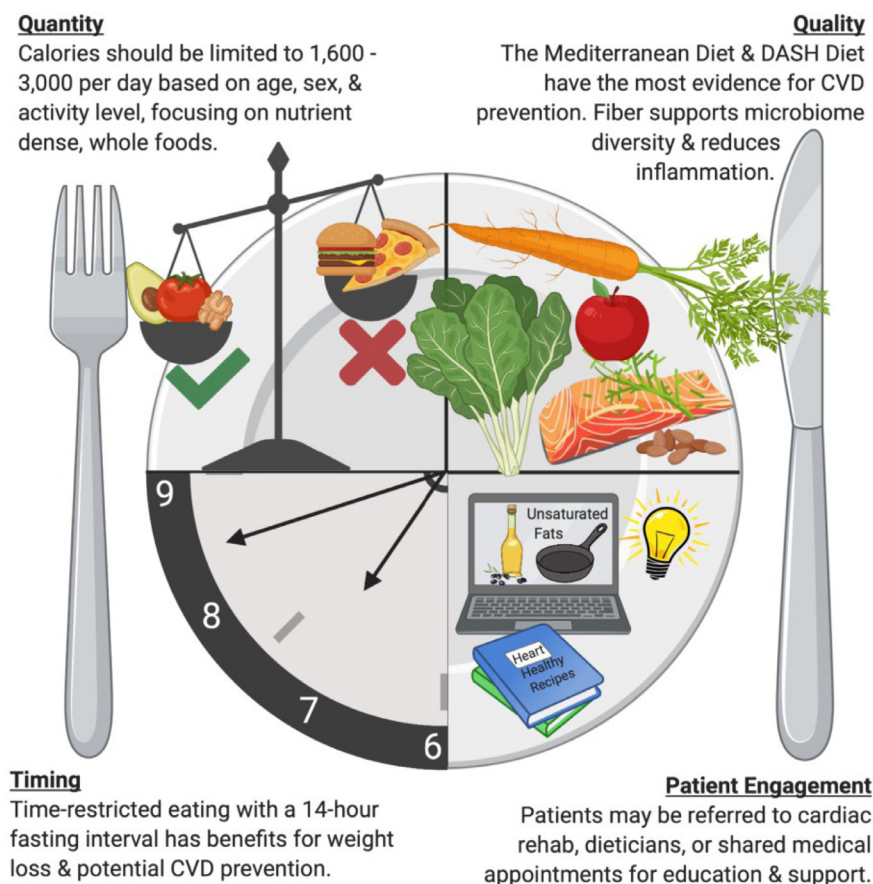 Quantity
Calories should be limited to 1,600 -
3,000 per day based on age, sex, &
activity level, focusing on nutrient
dense, whole foods.
Quality
The Mediterranean Diet & DASH Diet
have the most evidence for CVD
prevention. Fiber supports microbiome
diversity & reduces
inflammation.
9
8
7
6
Unsaturated
Fats
Heart
Healthy
Recipes
Timing
Time-restricted eating with a 14-hour
fasting interval has benefits for weight
loss & potential CVD prevention.
Patient Engagement
Patients may be referred to cardiac
rehab, dieticians, or shared medical
appointments for education & support.